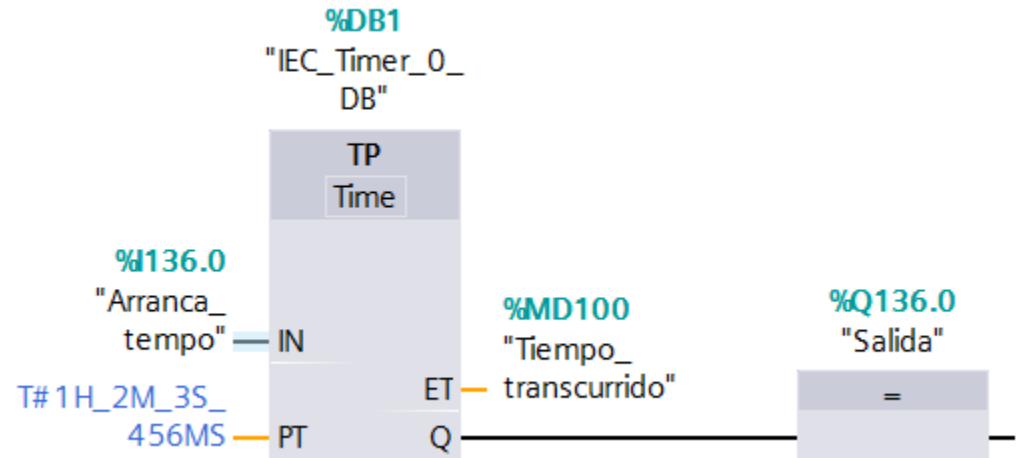 %DB1
"IEC_Timer_0_
DB"
TP
Time
%I136.0
"Arranca_
tempo"
IN
T#1H_2M_3S_
456MS
PT
%MD100
"Tiempo_
transcurrido"
ET
Q
%Q136.0
"Salida"
=